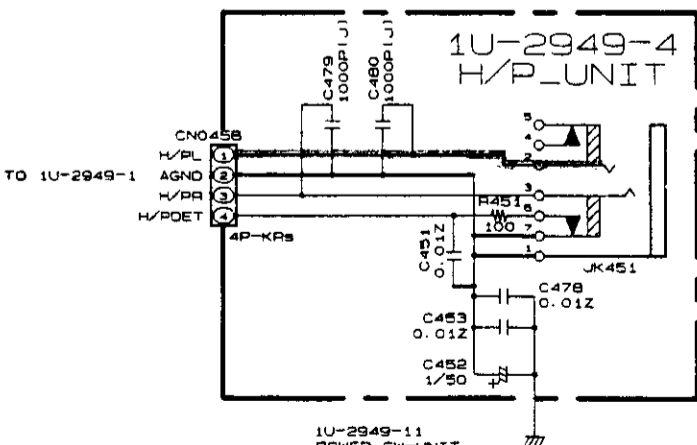 1U-2949-4
H/P_UNIT
C479
1000P(J)
C480
1000P(J)
CN0458
TO 1U-2949-1
H/PL
1
AGND
2
H/PR
3
H/PDET
4
4P-KRs
5
4
2
3
6
7
1
R451
100
JK451
C451
0.01Z
C478
0.01Z
C453
0.01Z
C452
1/50
+
1U-2949-11